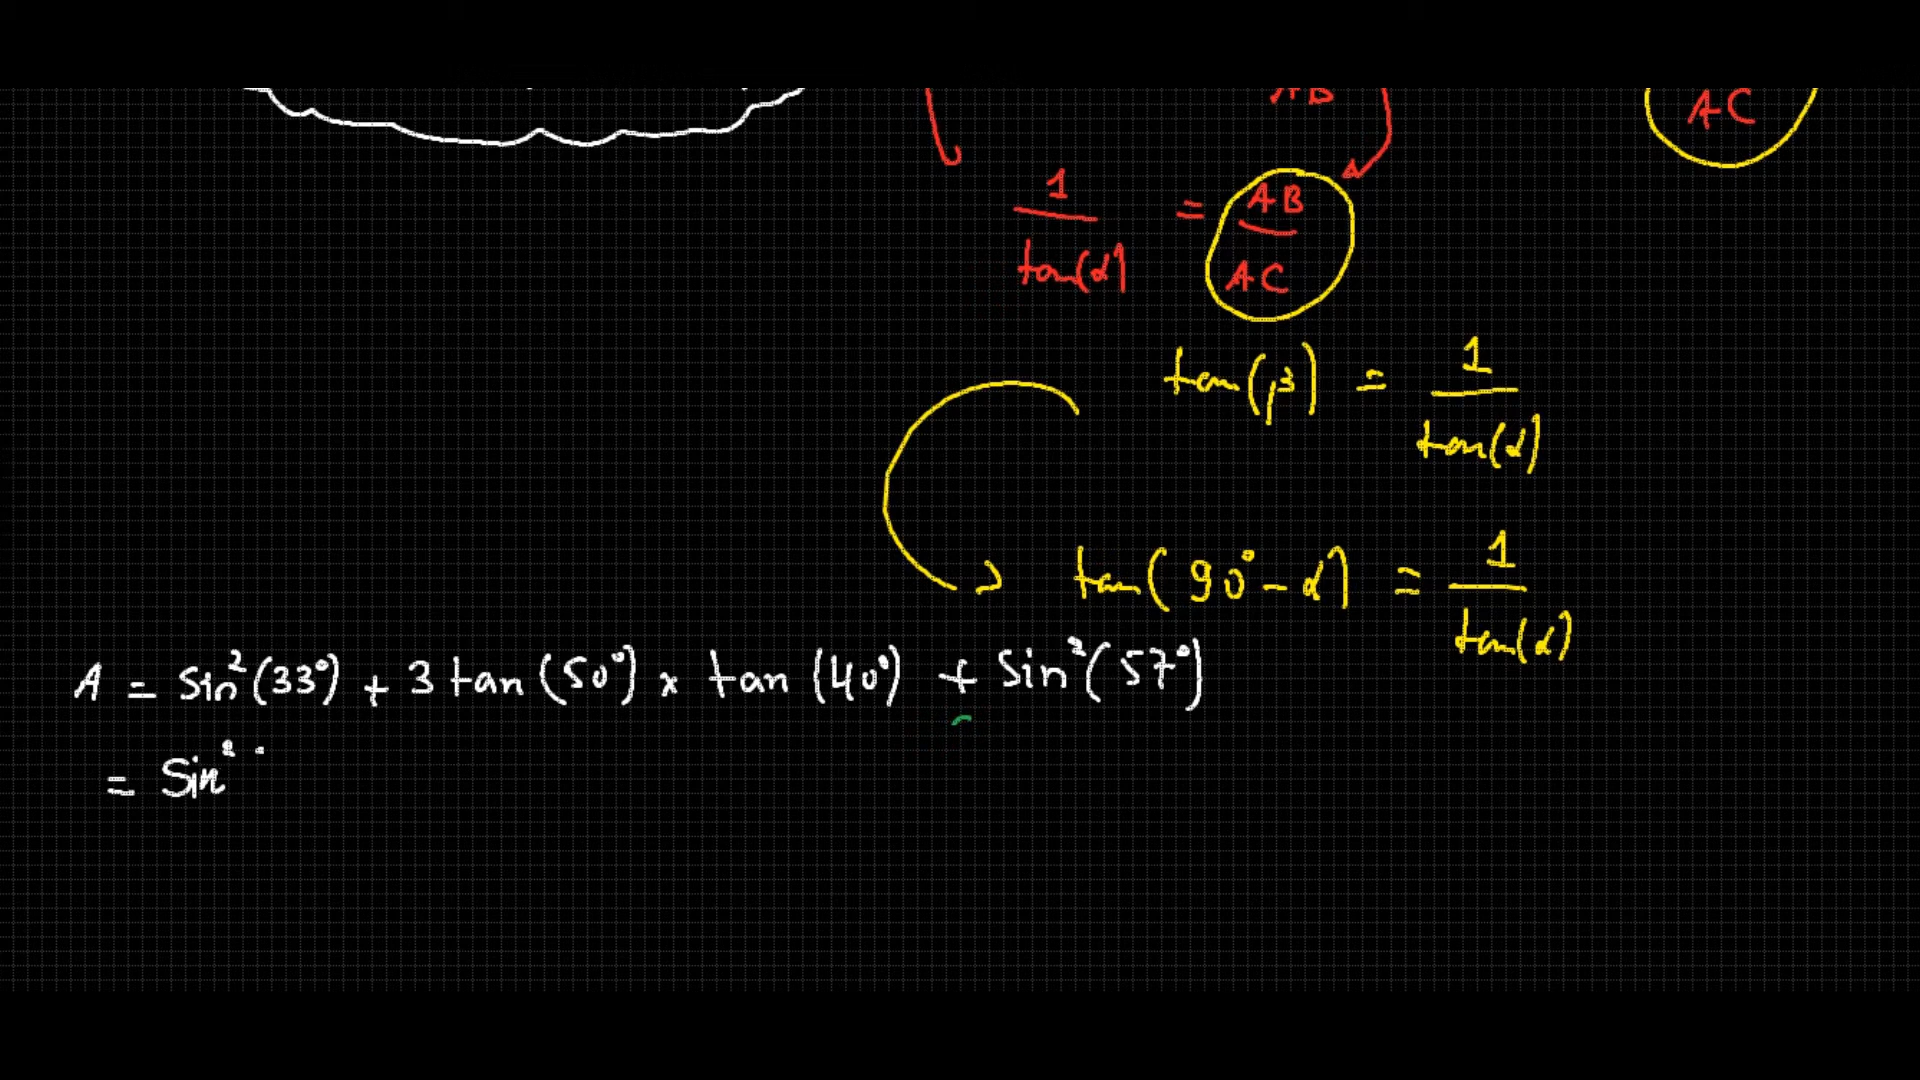 AB
AC
1/tan(α) = AB/AC
tan(β) = 1/tan(α)
tan(90°-α) = 1/tan(α)
A = sin²(33°) + 3 tan(50°) x tan(40°) + sin²(57°)
= sin²